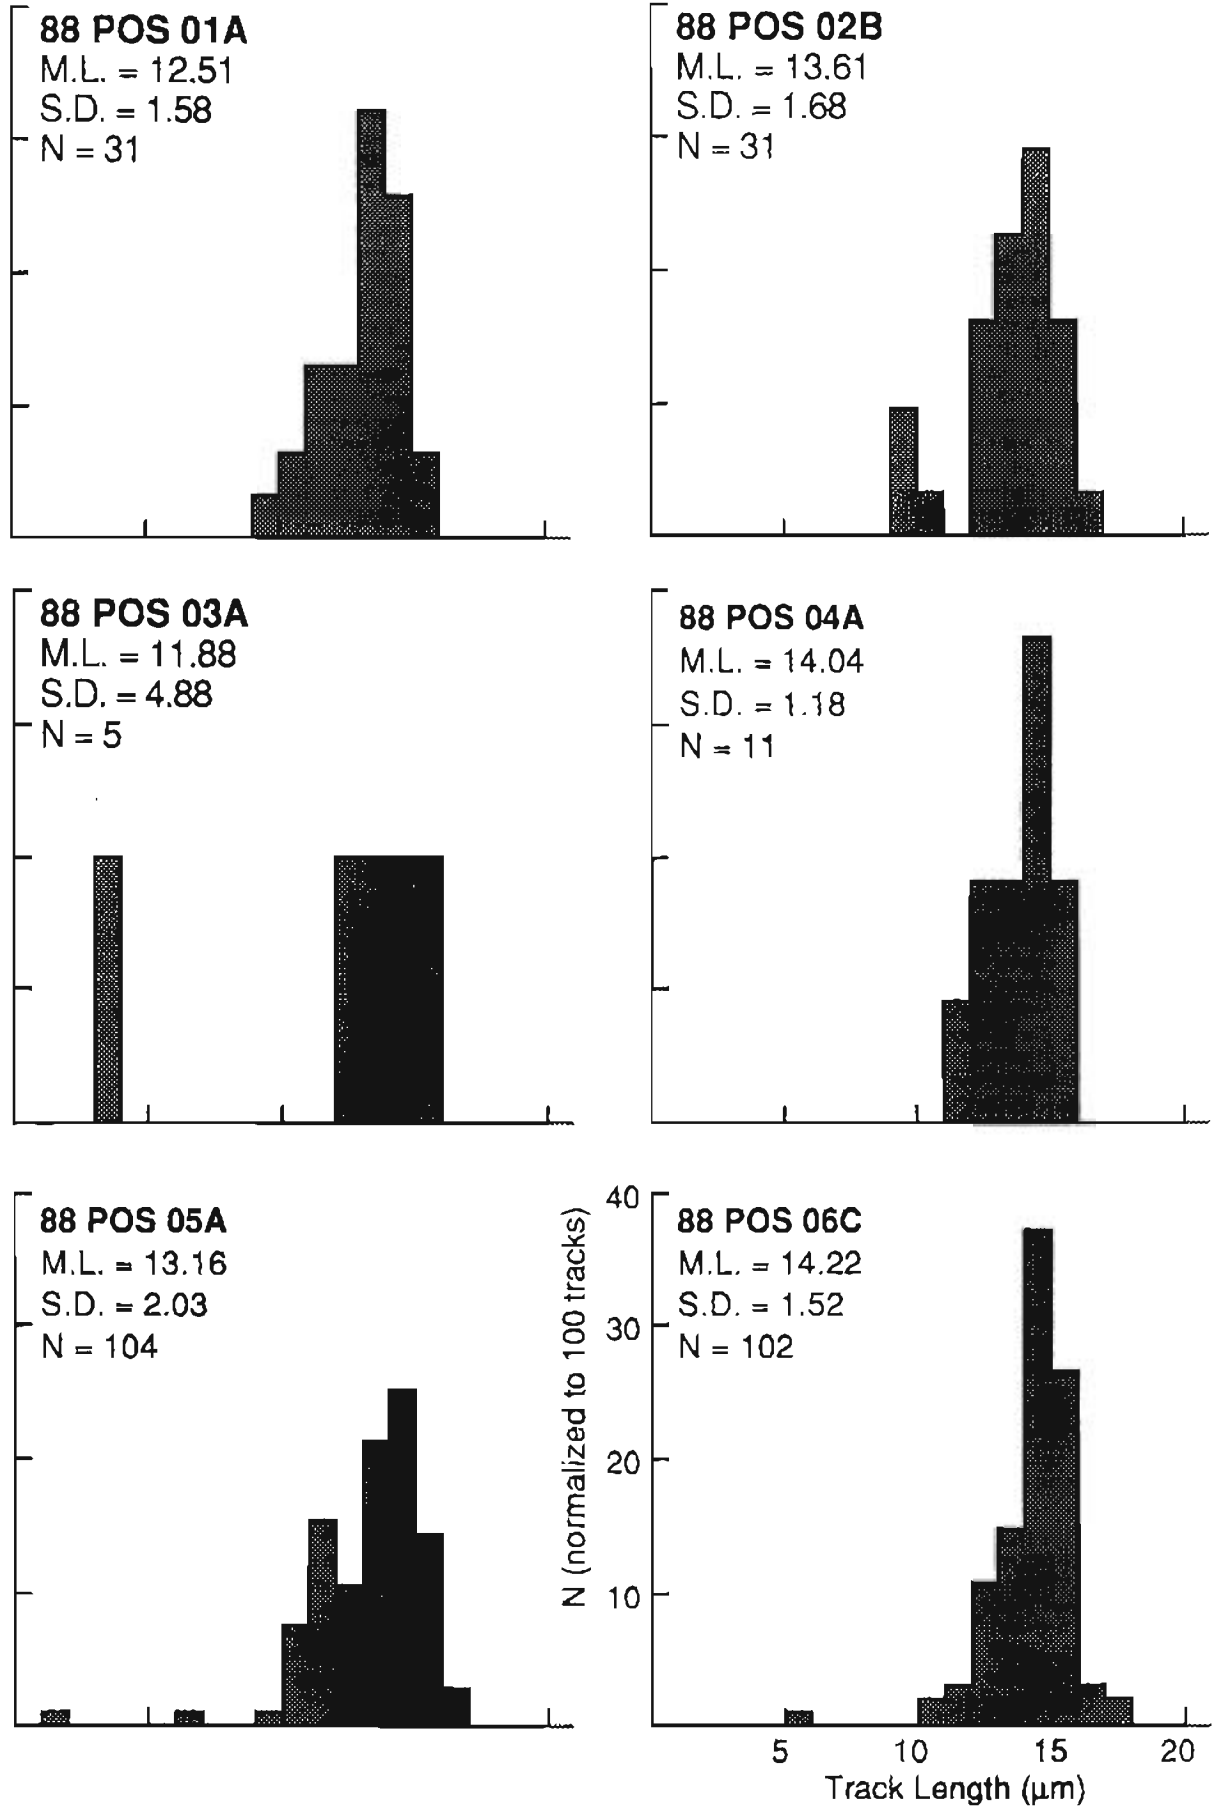 88 POS 01A
M.L. = 12.51
S.D. = 1.58
N = 31
88 POS 02B
M.L. = 13.61
S.D. = 1.68
N = 31
88 POS 03A
M.L. = 11.88
S.D. = 4.88
N = 5
88 POS 04A
M.L. = 14.04
S.D. = 1.18
N = 11
88 POS 05A
M.L. = 13.16
S.D. = 2.03
N = 104
88 POS 06C
M.L. = 14.22
S.D. = 1.52
N = 102
N (normalized to 100 tracks)
40
30
20
10
5 10 15 20
Track Length (µm)